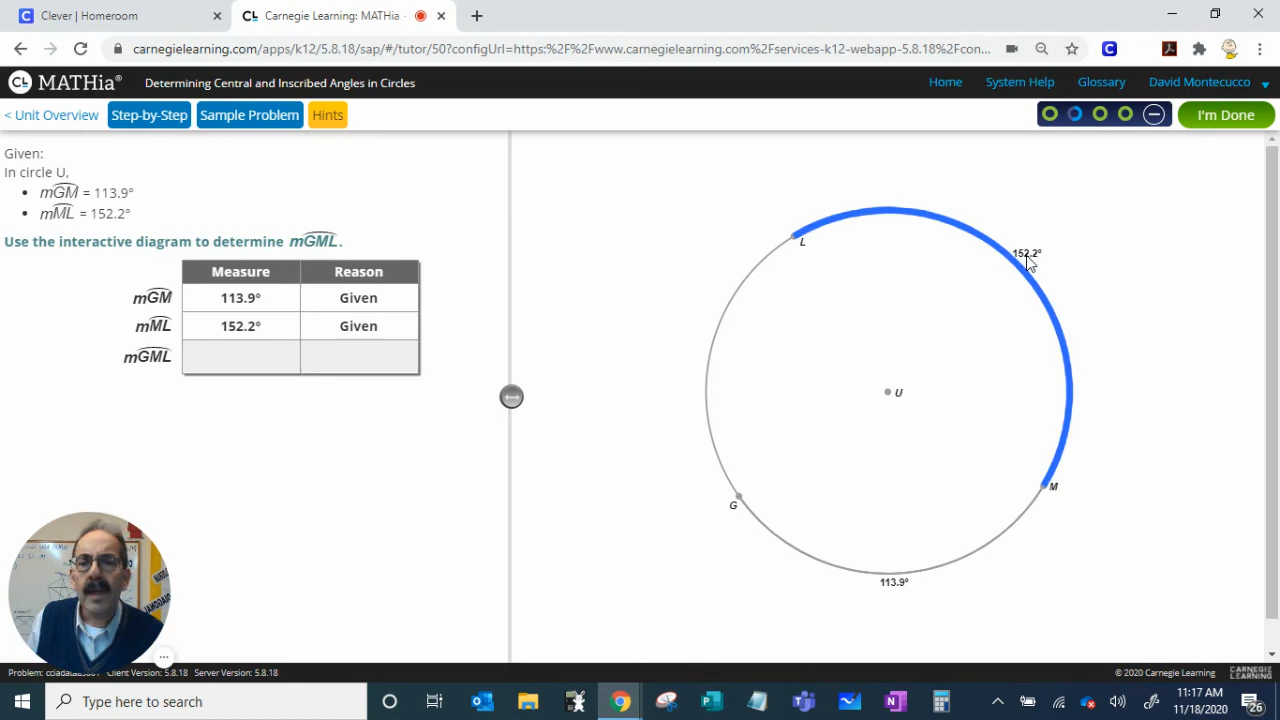 Clever | Homeroom
Carnegie Learning: MATHia -
carnegielearning.com/apps/k12/5.8.18/sap/#/tutor/50?configUrl=https:%2F%2Fwww.carnegielearning.com%2Fservices-k12-webapp-5.8.18%2Fcon...
CL MATHia® Determining Central and Inscribed Angles in Circles Home System Help Glossary David Montecucco
< Unit Overview Step-by-Step Sample Problem Hints I'm Done
Given:
In circle U,
• mGM = 113.9°
• mML = 152.2°
Use the interactive diagram to determine mGML.
Measure Reason
mGM 113.9° Given
mML 152.2° Given
mGML
L
152.2°
U
M
G
113.9°
Client Version: 5.8.18 Server Version: 5.8.18 © 2020 Carnegie Learning CARNEGIE LEARNING
Type here to search
11:17 AM
11/18/2020
26